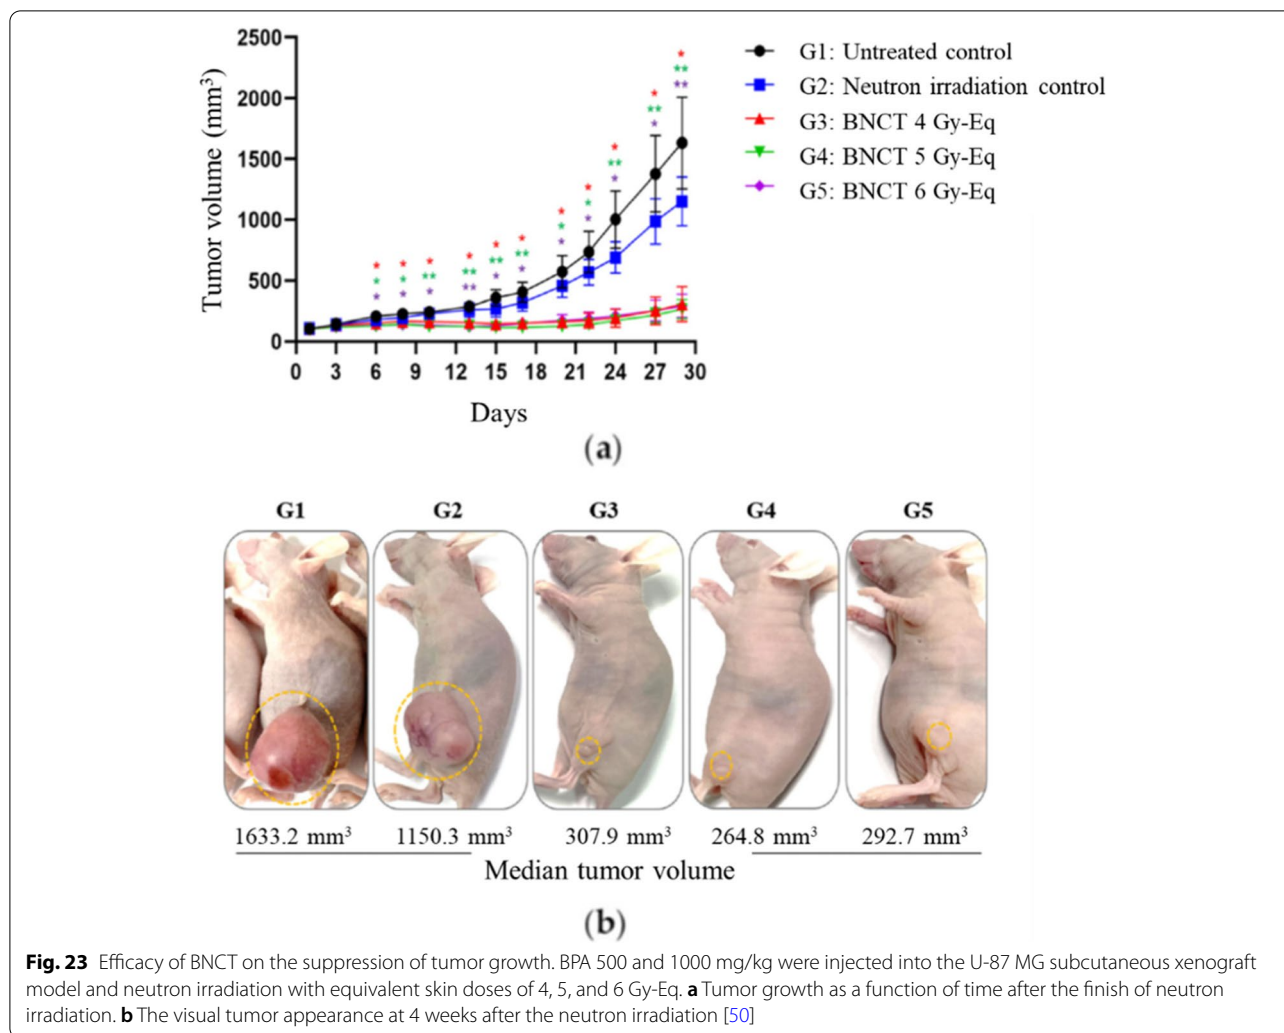 2500
2000
1500
1000
500
0
Tumor volume (mm³)
* ** ** * ** * * ** * * * * * * * * ** * * ** * * ** ** * ** * * * * * * *
0 3 6 9 12 15 18 21 24 27 30
Days
G1: Untreated control
G2: Neutron irradiation control
G3: BNCT 4 Gy-Eq
G4: BNCT 5 Gy-Eq
G5: BNCT 6 Gy-Eq
(a)
G1 G2 G3 G4 G5
1633.2 mm³ 1150.3 mm³ 307.9 mm³ 264.8 mm³ 292.7 mm³
Median tumor volume
(b)
Fig. 23 Efficacy of BNCT on the suppression of tumor growth. BPA 500 and 1000 mg/kg were injected into the U-87 MG subcutaneous xenograft
model and neutron irradiation with equivalent skin doses of 4, 5, and 6 Gy-Eq. a Tumor growth as a function of time after the finish of neutron
irradiation. b The visual tumor appearance at 4 weeks after the neutron irradiation [50]